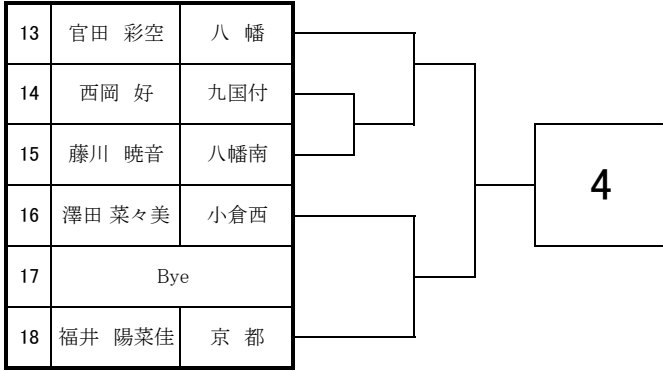 13 官田 彩空 八 幡
14 西岡 好 九国付
15 藤川 暁音 八幡南
4
16 澤田 菜々美 小倉西
17 Bye
18 福井 陽菜佳 京 都